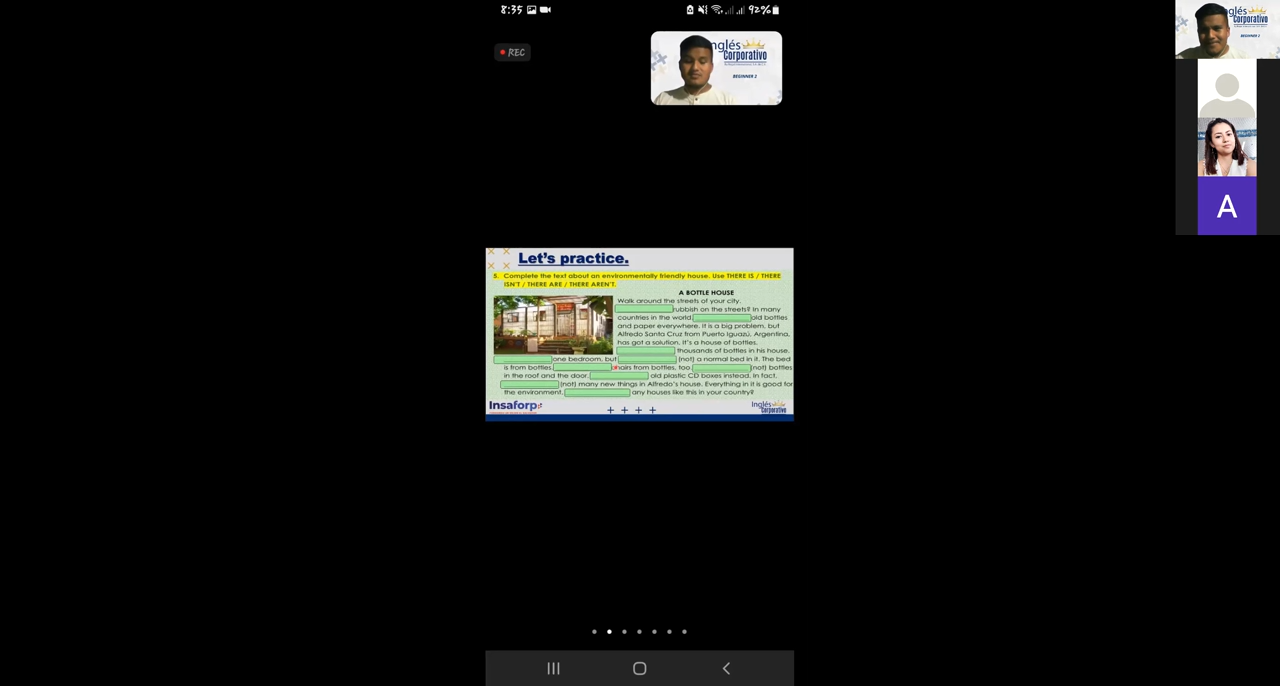 8:35
92%
REC
nglés
Corporativo
BEGINNER 2
nglés
Corporativo
BEGINNER 2
A
Let's practice.
5. Complete the text about an environmentally friendly house. Use THERE IS / THERE
ISN'T / THERE ARE / THERE AREN'T.
A BOTTLE HOUSE
Walk around the streets of your city.
rubbish on the streets? In many
countries in the world old bottles
and paper everywhere. It is a big problem, but
Alfredo Santa Cruz from Puerto Iguazú, Argentina,
has got a solution. It's a house of bottles.
thousands of bottles in his house.
one bedroom, but (not) a normal bed in it. The bed
is from bottles. chairs from bottles, too. (not) bottles
in the roof and the door. old plastic CD boxes instead. In fact,
(not) many new things in Alfredo's house. Everything in it is good for
the environment. any houses like this in your country?
Insaforp
+ + + +
Inglés
Corporativo